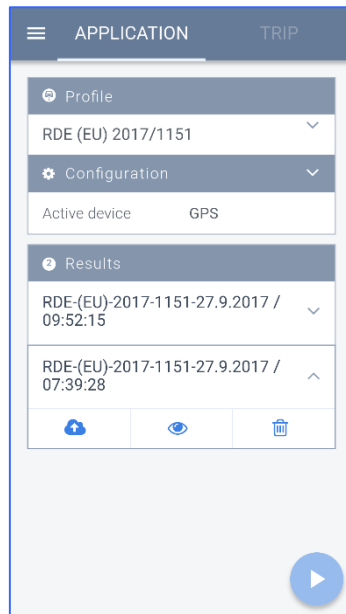 APPLICATION TRIP
Profile
RDE (EU) 2017/1151
Configuration
Active device GPS
2 Results
RDE-(EU)-2017-1151-27.9.2017 /
09:52:15
RDE-(EU)-2017-1151-27.9.2017 /
07:39:28